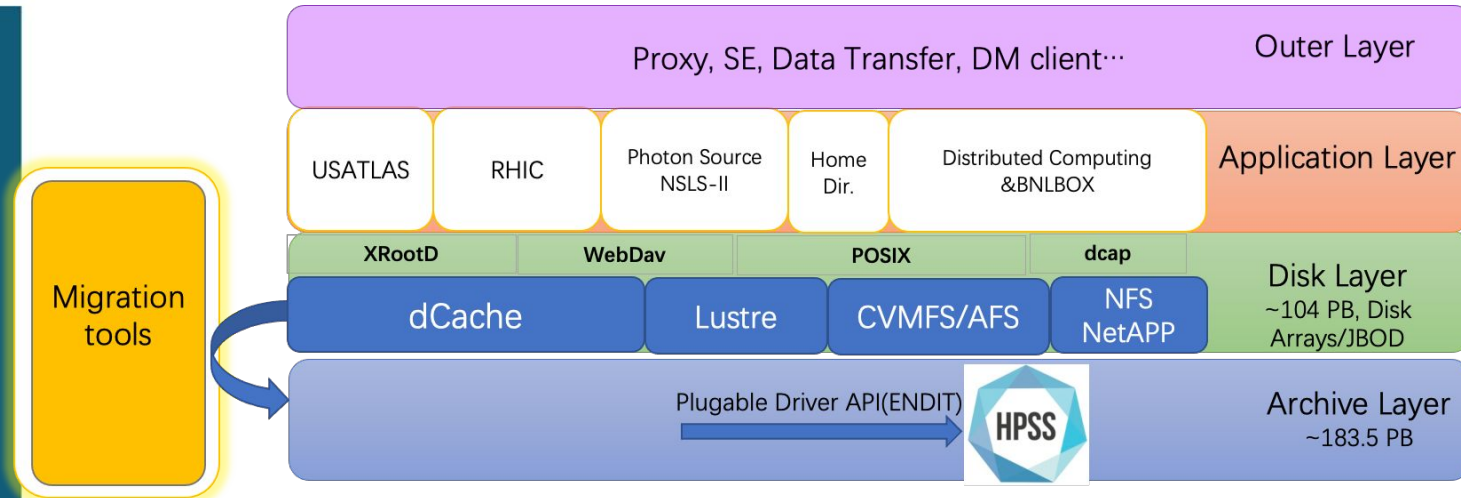 Proxy, SE, Data Transfer, DM client…
Outer Layer
USATLAS
RHIC
Photon Source
NSLS-II
Home
Dir.
Distributed Computing
&BNLBOX
Application Layer
XRootD
WebDav
POSIX
dcap
dCache
Lustre
CVMFS/AFS
NFS
NetAPP
Disk Layer
~104 PB, Disk
Arrays/JBOD
Migration
tools
Plugable Driver API(ENDIT)
HPSS
Archive Layer
~183.5 PB